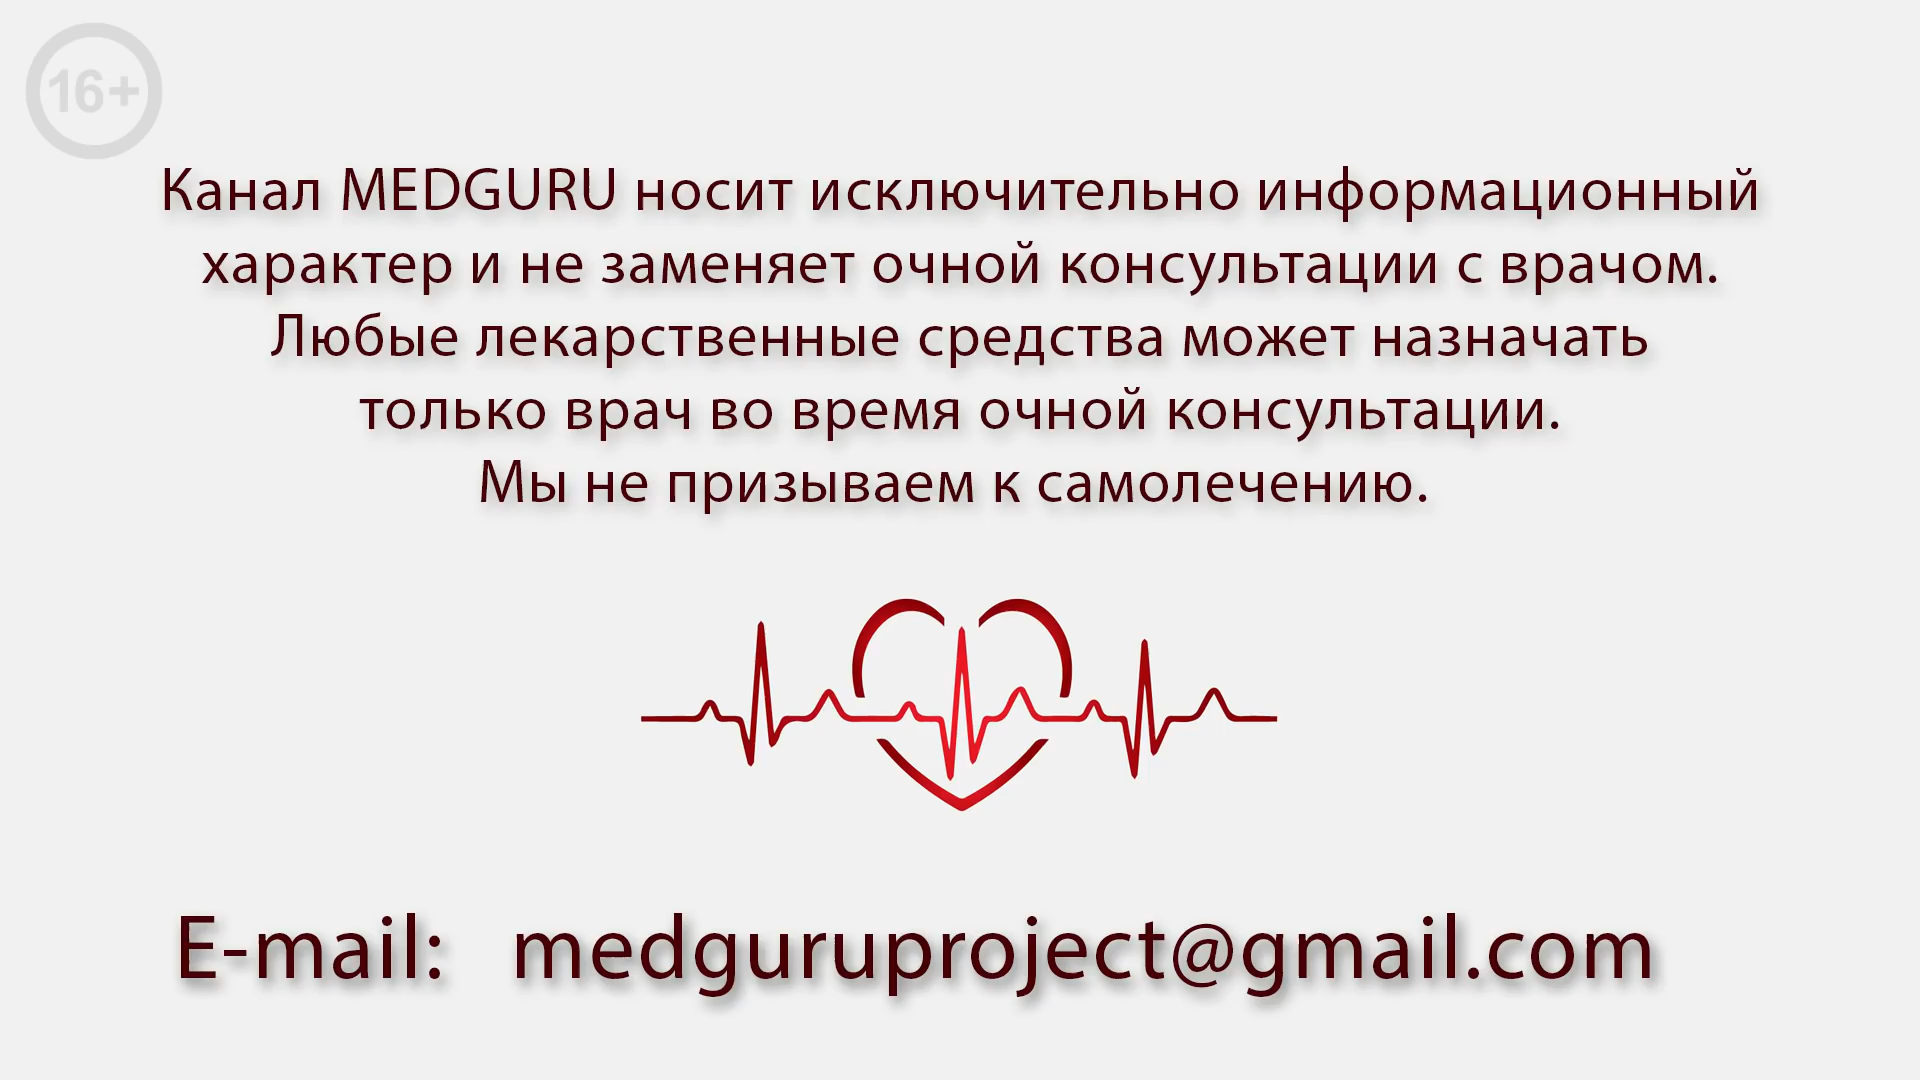 16+
Канал MEDGURU носит исключительно информационный
характер и не заменяет очной консультации с врачом.
Любые лекарственные средства может назначать
только врач во время очной консультации.
Мы не призываем к самолечению.
E-mail: medguruproject@gmail.com